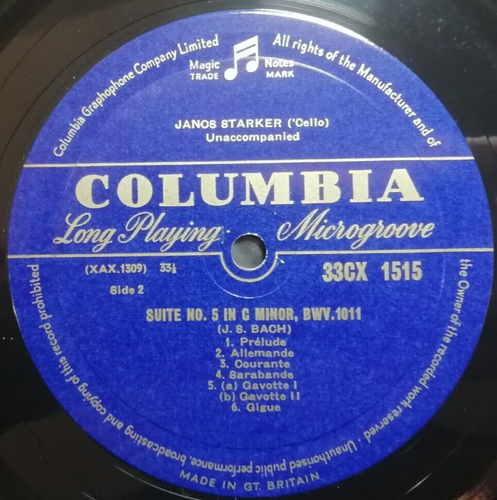 Columbia Graphophone Company Limited
All rights of the Manufacturer and of
the Owner of the recorded work reserved · Unauthorised public performance, broadcasting and copying of this record prohibited
Magic Notes
TRADE MARK
JANOS STARKER ('Cello)
Unaccompanied
COLUMBIA
Long Playing Microgroove
(XAX.1309) 33⅓ 33CX 1515
Side 2
SUITE NO. 5 IN C MINOR, BWV.1011
(J. S. BACH)
1. Prélude
2. Allemande
3. Courante
4. Sarabande
5. (a) Gavotte I
(b) Gavotte II
6. Gigue
MADE IN GT. BRITAIN